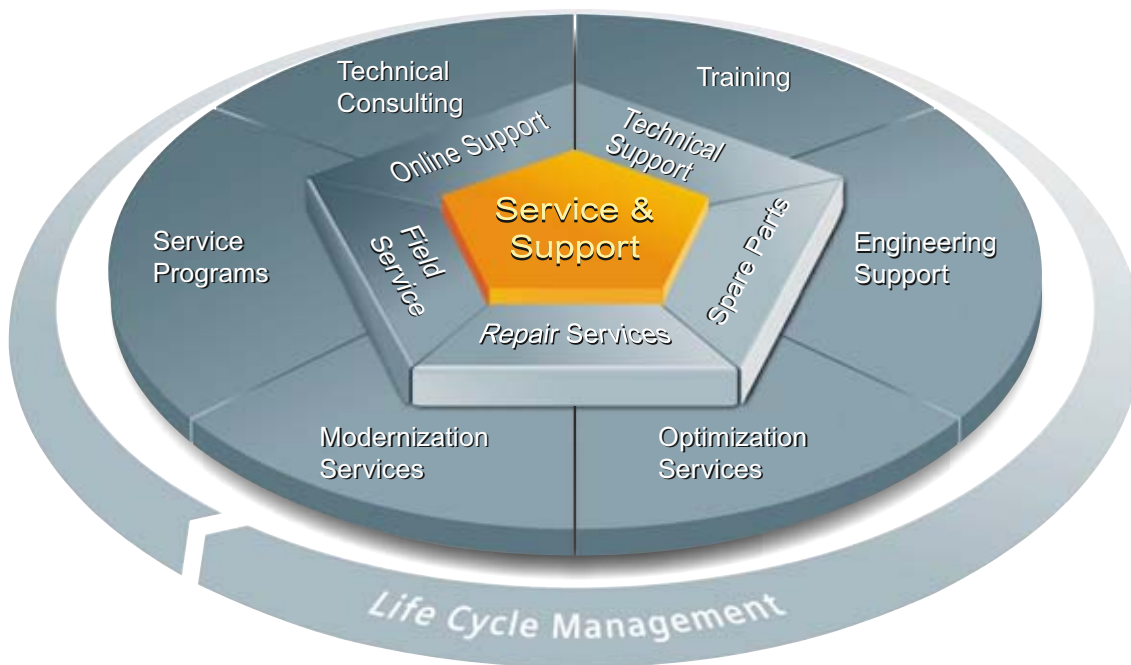 Technical
Consulting
Training
Online Support
Technical
Support
Service &
Support
Service
Programs
Field
Service
Spare Parts
Engineering
Support
Repair Services
Modernization
Services
Optimization
Services
Life Cycle Management